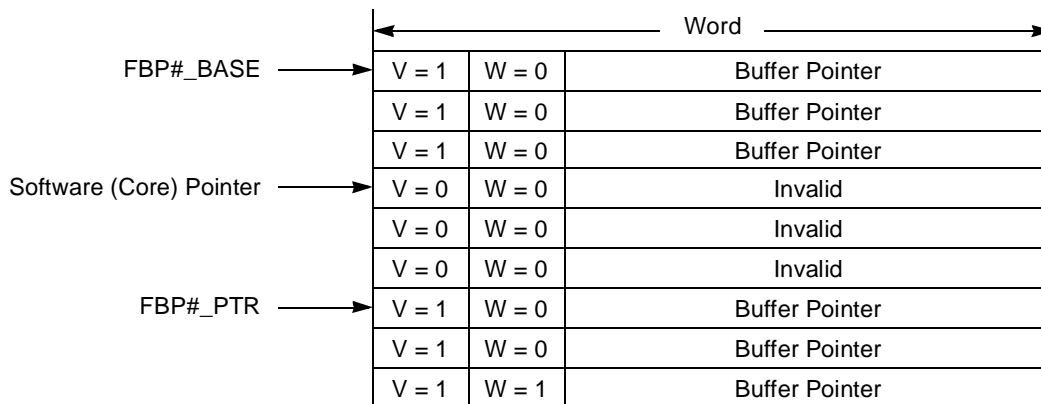 Word
FBP#_BASE V = 1 W = 0 Buffer Pointer
V = 1 W = 0 Buffer Pointer
V = 1 W = 0 Buffer Pointer
Software (Core) Pointer V = 0 W = 0 Invalid
V = 0 W = 0 Invalid
V = 0 W = 0 Invalid
FBP#_PTR V = 1 W = 0 Buffer Pointer
V = 1 W = 0 Buffer Pointer
V = 1 W = 1 Buffer Pointer